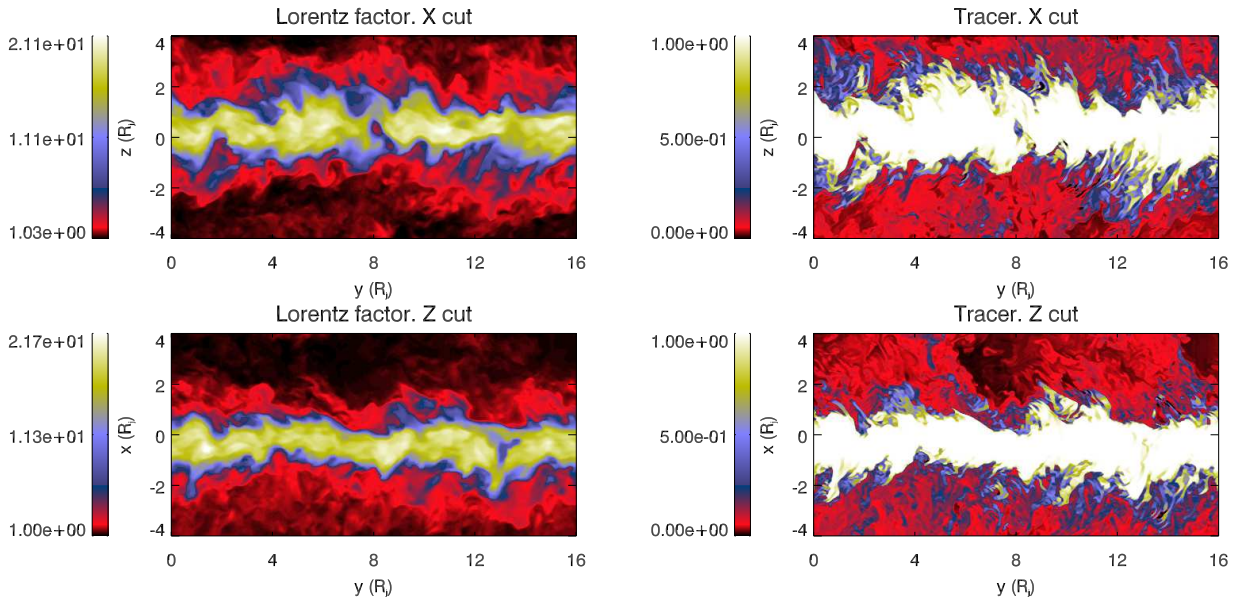 Lorentz factor. X cut
2.11e+01
1.11e+01
1.03e+00
z (Rj)
4
2
0
-2
-4
0 4 8 12 16
y (Rj)
Tracer. X cut
1.00e+00
5.00e-01
0.00e+00
z (Rj)
4
2
0
-2
-4
0 4 8 12 16
y (Rj)
Lorentz factor. Z cut
2.17e+01
1.13e+01
1.00e+00
x (Rj)
4
2
0
-2
-4
0 4 8 12 16
y (Rj)
Tracer. Z cut
1.00e+00
5.00e-01
0.00e+00
x (Rj)
4
2
0
-2
-4
0 4 8 12 16
y (Rj)